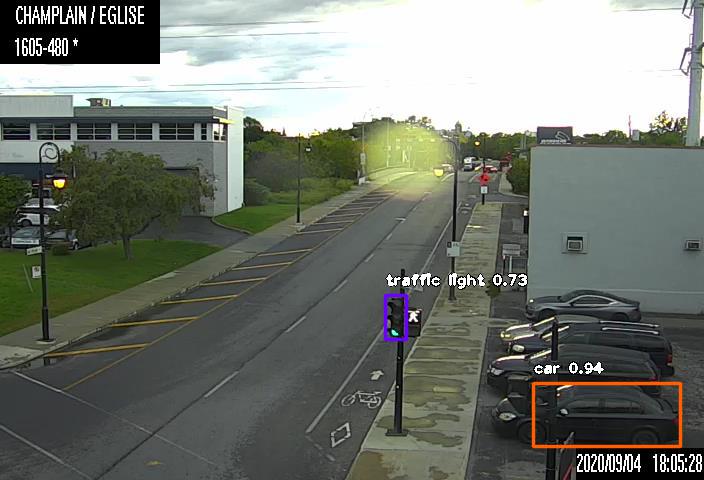 CHAMPLAIN / EGLISE
1605-480 *
traffic light 0.73
car 0.94
2020/09/04 18:05:28